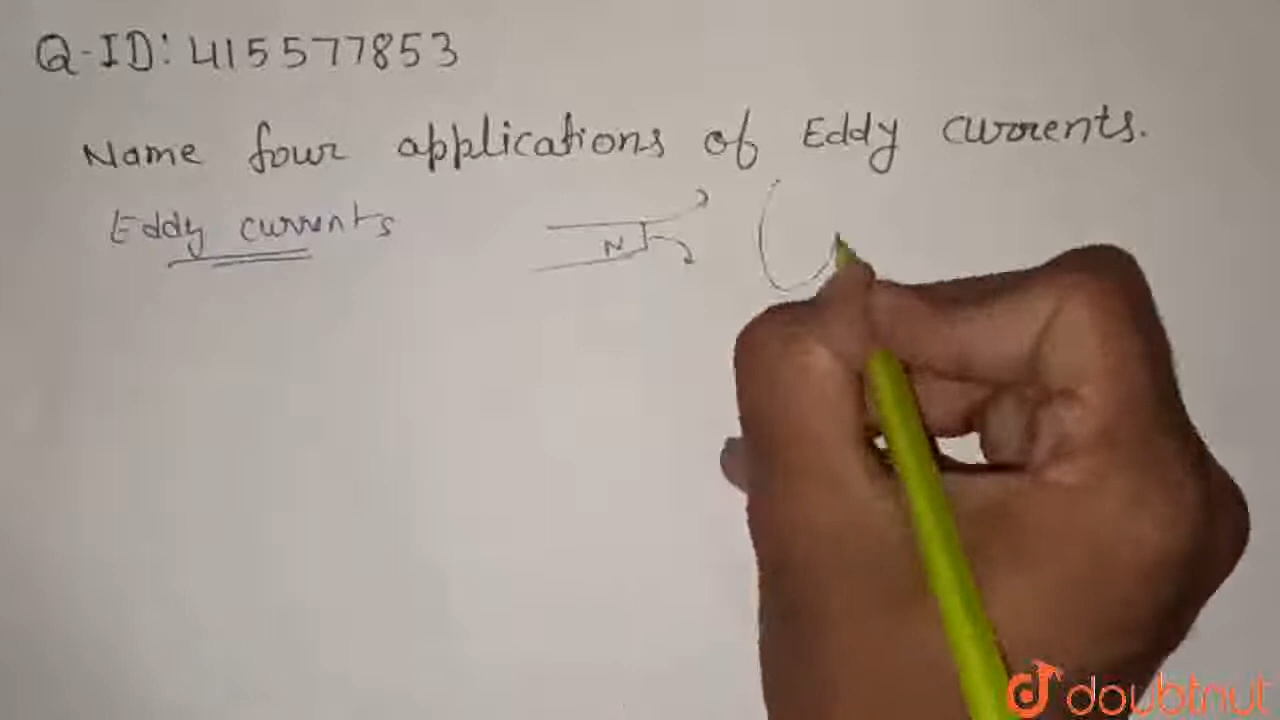 Q-ID: 415577853
Name four applications of Eddy currents.
Eddy currents
N
doubtnut